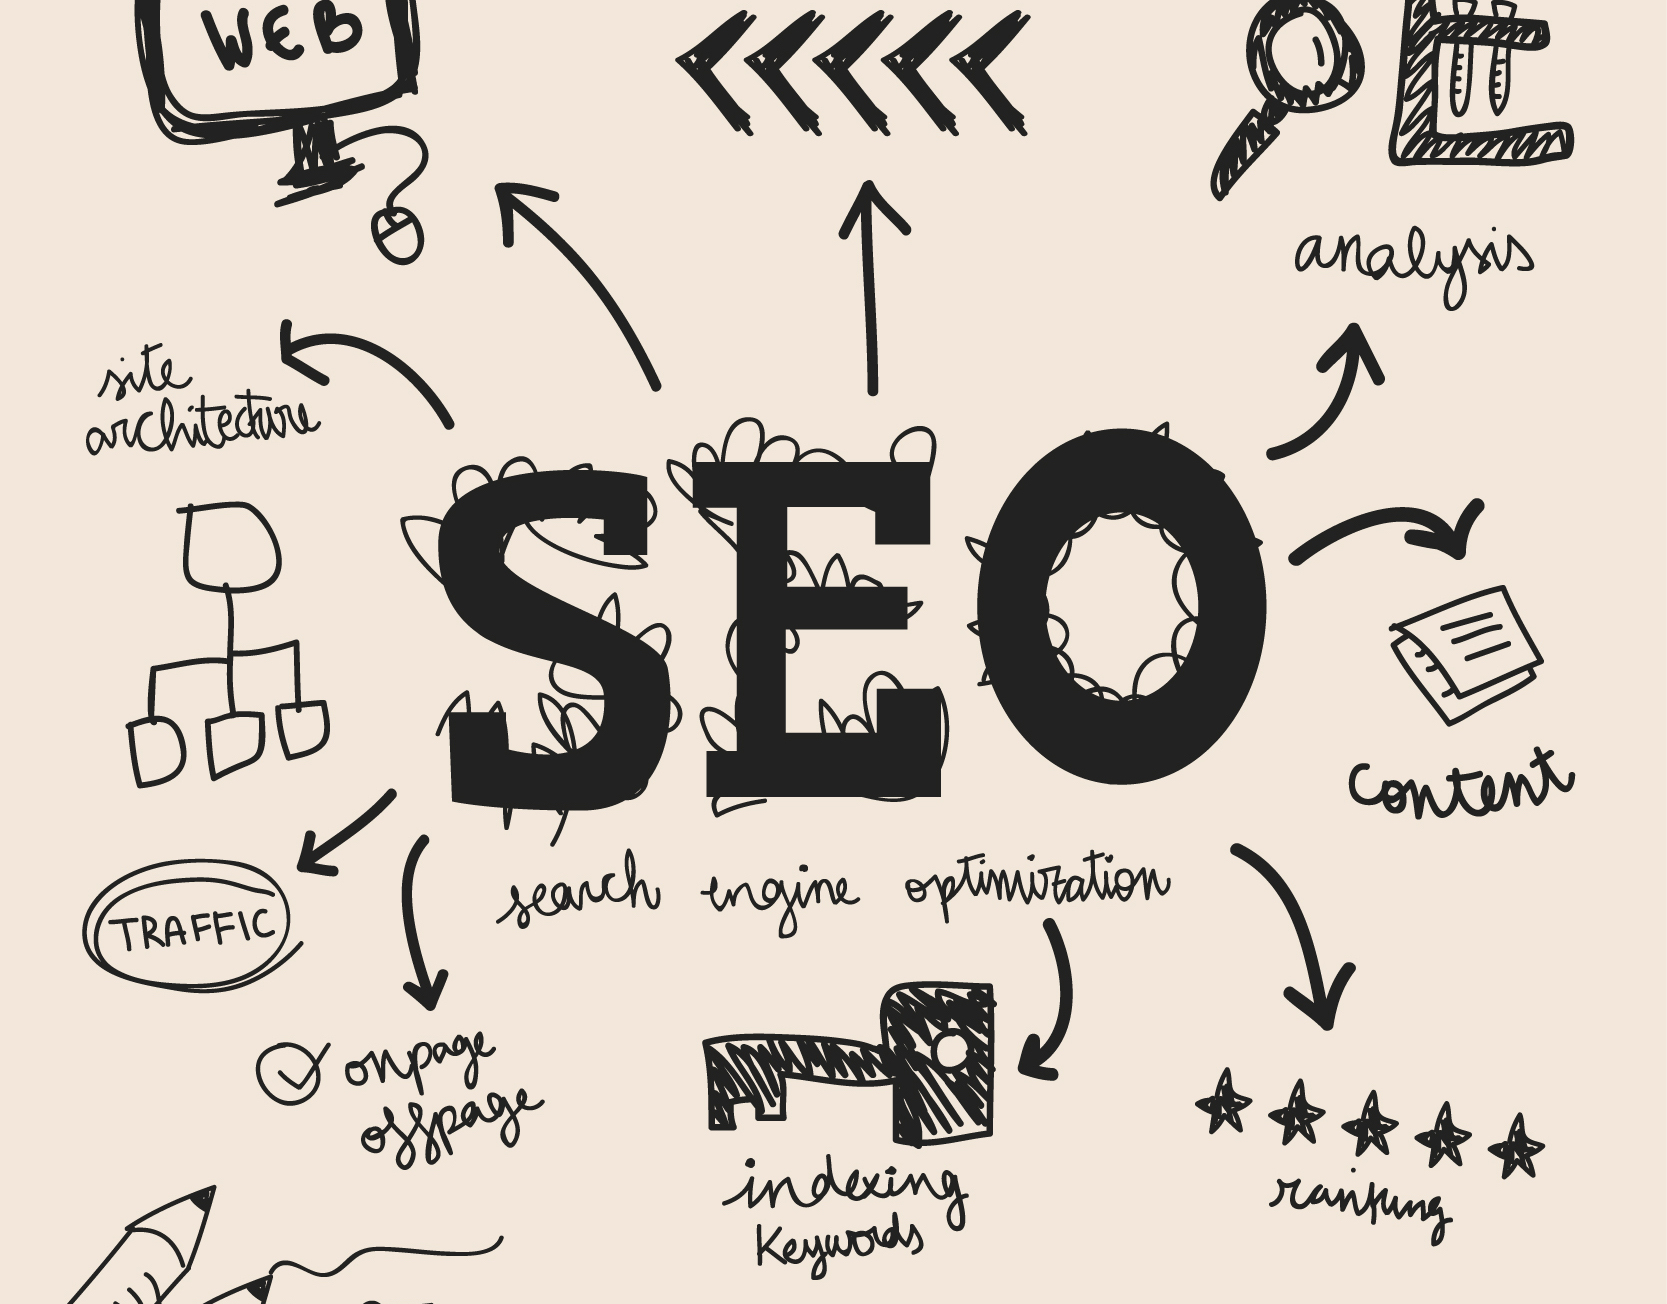 WEB
analysis
site
architecture
SEO
content
search engine optimization
TRAFFIC
onpage
offpage
indexing
Keywords
ranking